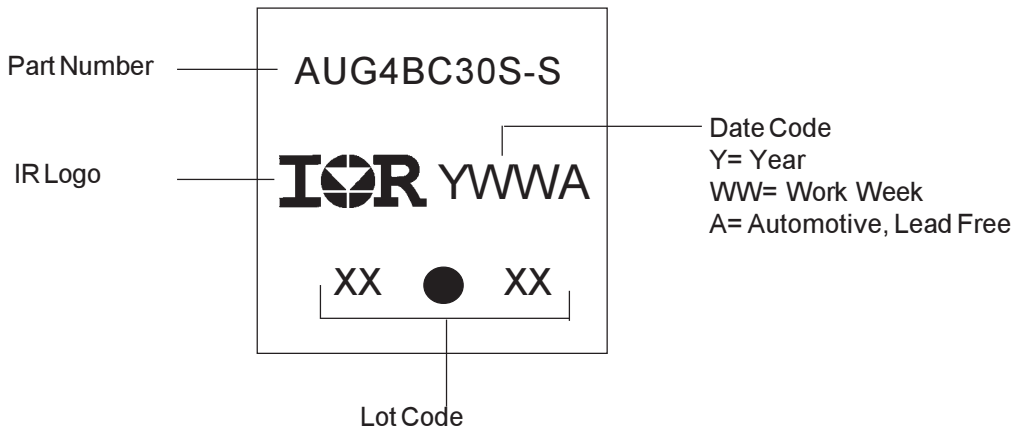 Part Number
AUG4BC30S-S
IR Logo
IOR YWWA
Date Code
Y= Year
WW= Work Week
A= Automotive, Lead Free
XX XX
Lot Code